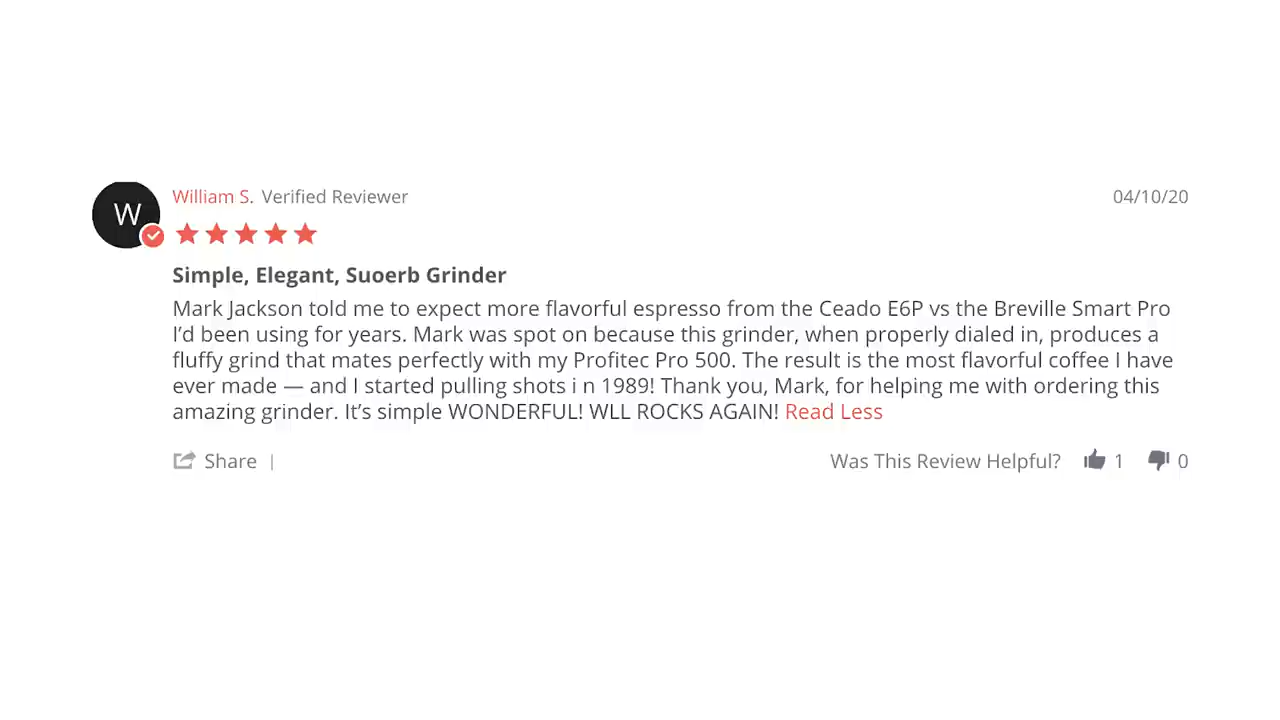 W
William S. Verified Reviewer 04/10/20
Simple, Elegant, Suoerb Grinder
Mark Jackson told me to expect more flavorful espresso from the Ceado E6P vs the Breville Smart Pro
I’d been using for years. Mark was spot on because this grinder, when properly dialed in, produces a
fluffy grind that mates perfectly with my Profitec Pro 500. The result is the most flavorful coffee I have
ever made — and I started pulling shots i n 1989! Thank you, Mark, for helping me with ordering this
amazing grinder. It’s simple WONDERFUL! WLL ROCKS AGAIN! Read Less
Share | Was This Review Helpful? 1 0